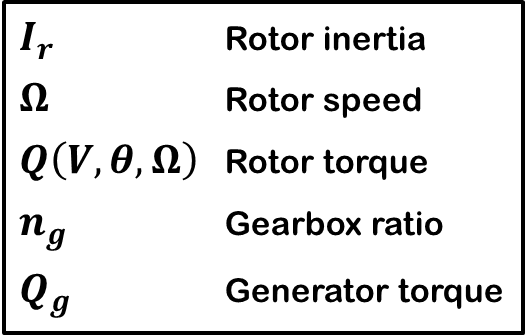 I_r Rotor inertia
Ω Rotor speed
Q(V, θ, Ω) Rotor torque
n_g Gearbox ratio
Q_g Generator torque